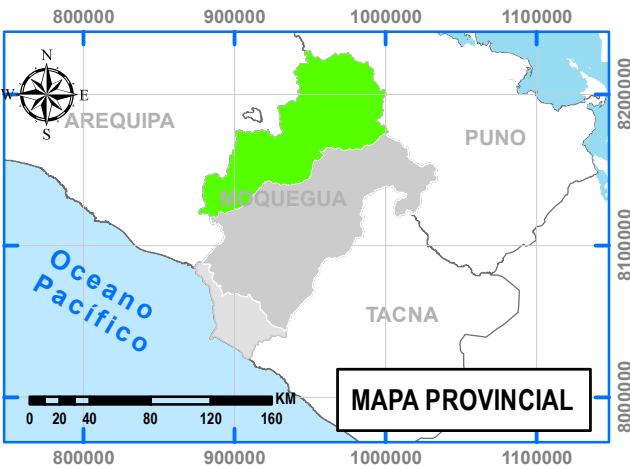 800000 900000 1000000 1100000
N
W E
S
AREQUIPA
PUNO
MOQUEGUA
TACNA
Oceano
Pacífico
8200000
8100000
8000000
KM
0 20 40 80 120 160
MAPA PROVINCIAL
800000 900000 1000000 1100000